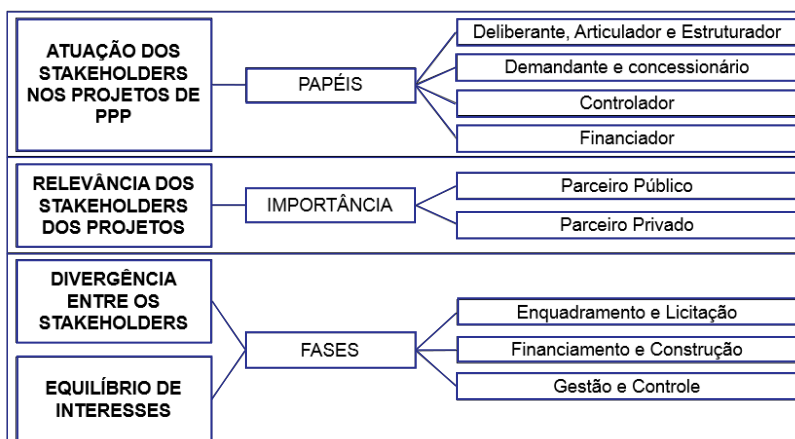 ATUAÇÃO DOS
STAKEHOLDERS
NOS PROJETOS DE
PPP
PAPÉIS
Deliberante, Articulador e Estruturador
Demandante e concessionário
Controlador
Financiador
RELEVÂNCIA DOS
STAKEHOLDERS
DOS PROJETOS
IMPORTÂNCIA
Parceiro Público
Parceiro Privado
DIVERGÊNCIA
ENTRE OS
STAKEHOLDERS
EQUILÍBRIO DE
INTERESSES
FASES
Enquadramento e Licitação
Financiamento e Construção
Gestão e Controle